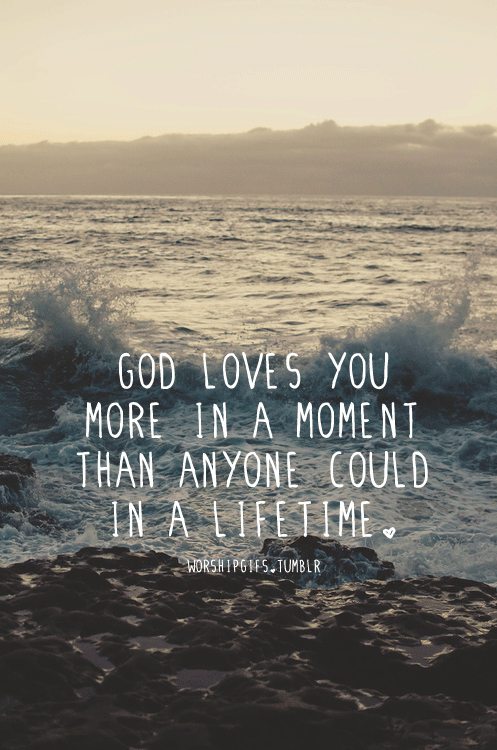 GOD LOVES YOU
MORE IN A MOMENT
THAN ANYONE COULD
IN A LIFETIME.
WORSHIPGIFS.TUMBLR